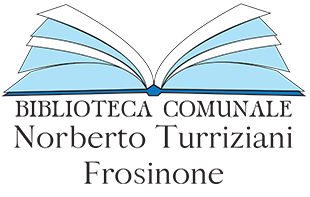 BIBLIOTECA COMUNALE
Norberto Turriziani
Frosinone